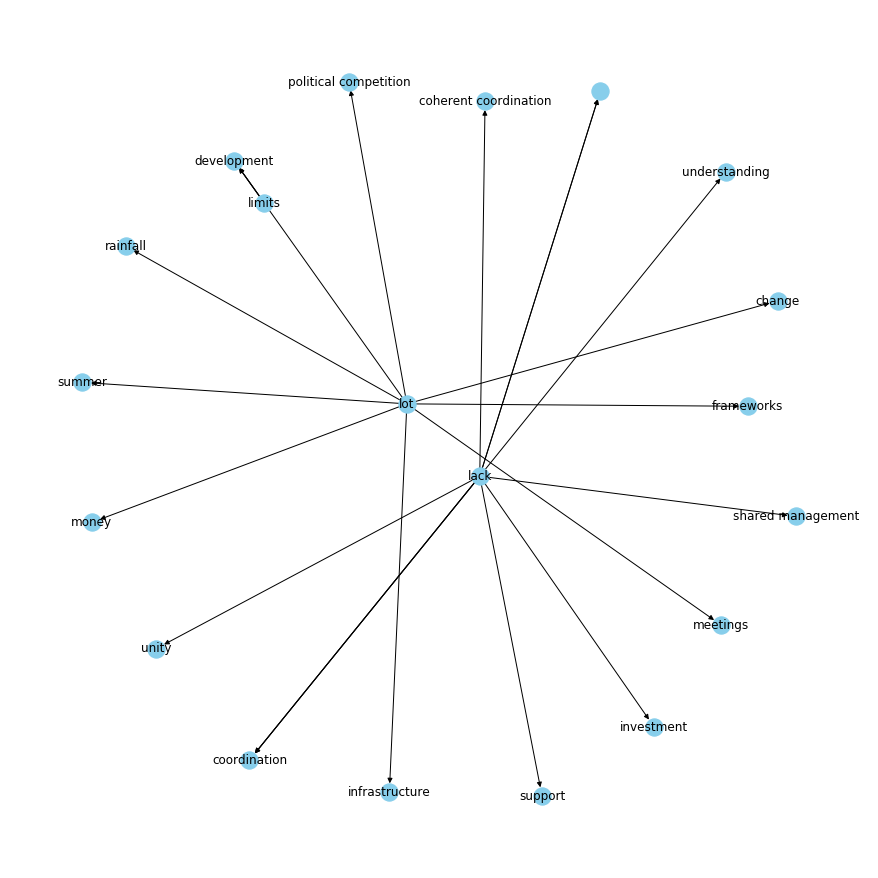 political competition
coherent coordination
development
understanding
limits
rainfall
change
summer
lot
frameworks
lack
shared management
money
meetings
unity
investment
coordination
infrastructure
support